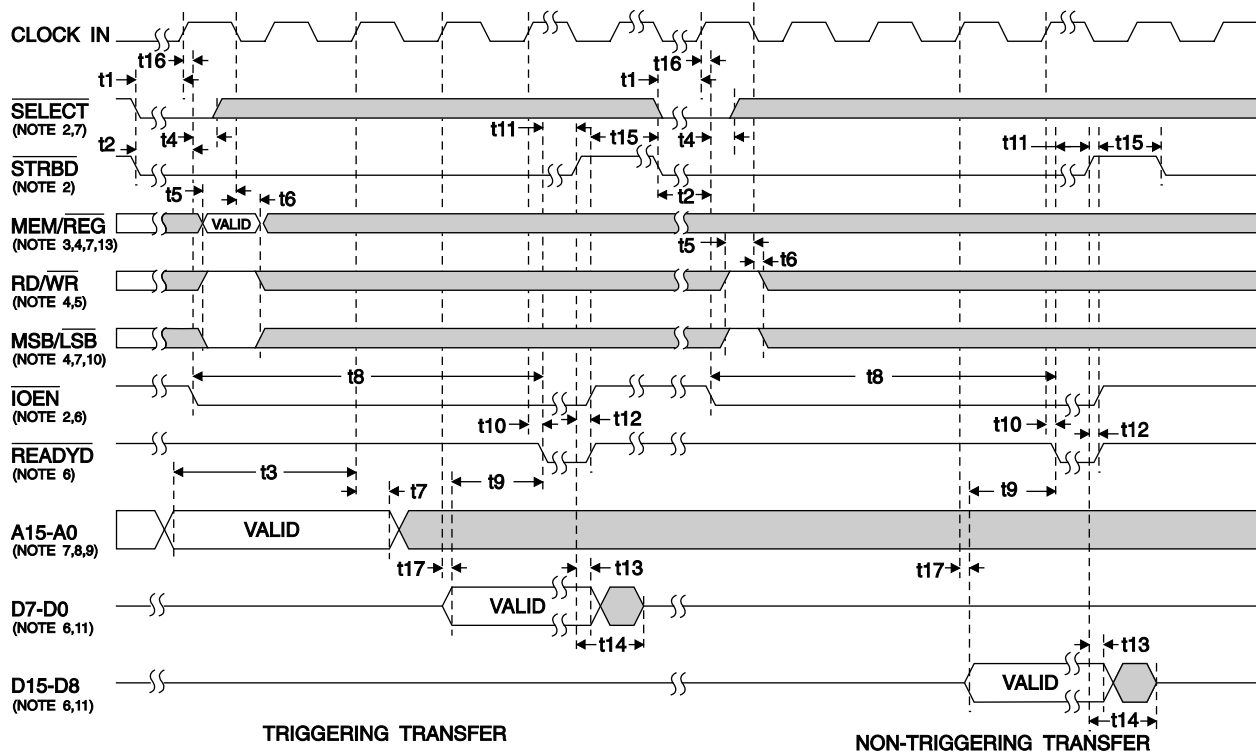 CLOCK IN
t16
t16
t1
t1
SELECT
(NOTE 2,7)
t4
t11
t15
t4
t2
t11
t15
STRBD
(NOTE 2)
t2
t5
t6
MEM/REG
VALID
(NOTE 3,4,7,13)
t5
t6
RD/WR
(NOTE 4,5)
MSB/LSB
(NOTE 4,7,10)
t8
t8
IOEN
(NOTE 2,6)
t10
t12
t10
t12
READYD
(NOTE 6)
t3
t9
t7
t9
A15-A0
VALID
(NOTE 7,8,9)
t17
t13
t17
D7-D0
VALID
(NOTE 6,11)
t14
t13
D15-D8
VALID
(NOTE 6,11)
t14
TRIGGERING TRANSFER
NON-TRIGGERING TRANSFER